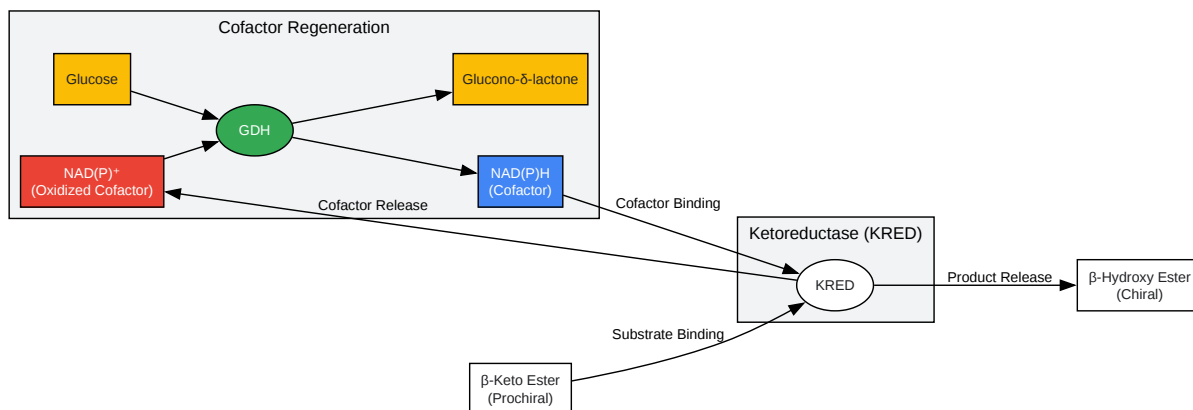 Cofactor Regeneration
Glucose
Glucono-δ-lactone
GDH
NAD(P)⁺
(Oxidized Cofactor)
NAD(P)H
(Cofactor)
Cofactor Release
Cofactor Binding
Ketoreductase (KRED)
KRED
Product Release
β-Hydroxy Ester
(Chiral)
Substrate Binding
β-Keto Ester
(Prochiral)